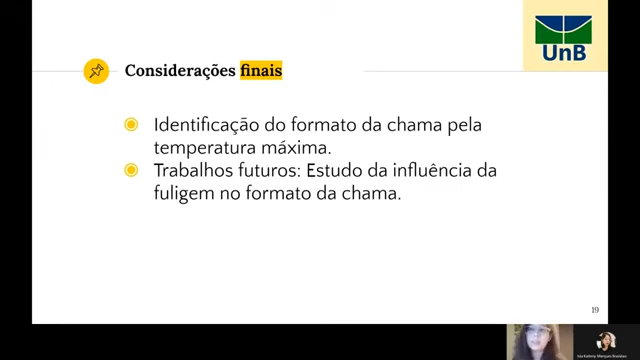 UnB
Considerações finais
Identificação do formato da chama pela
temperatura máxima.
Trabalhos futuros: Estudo da influência da
fuligem no formato da chama.
19